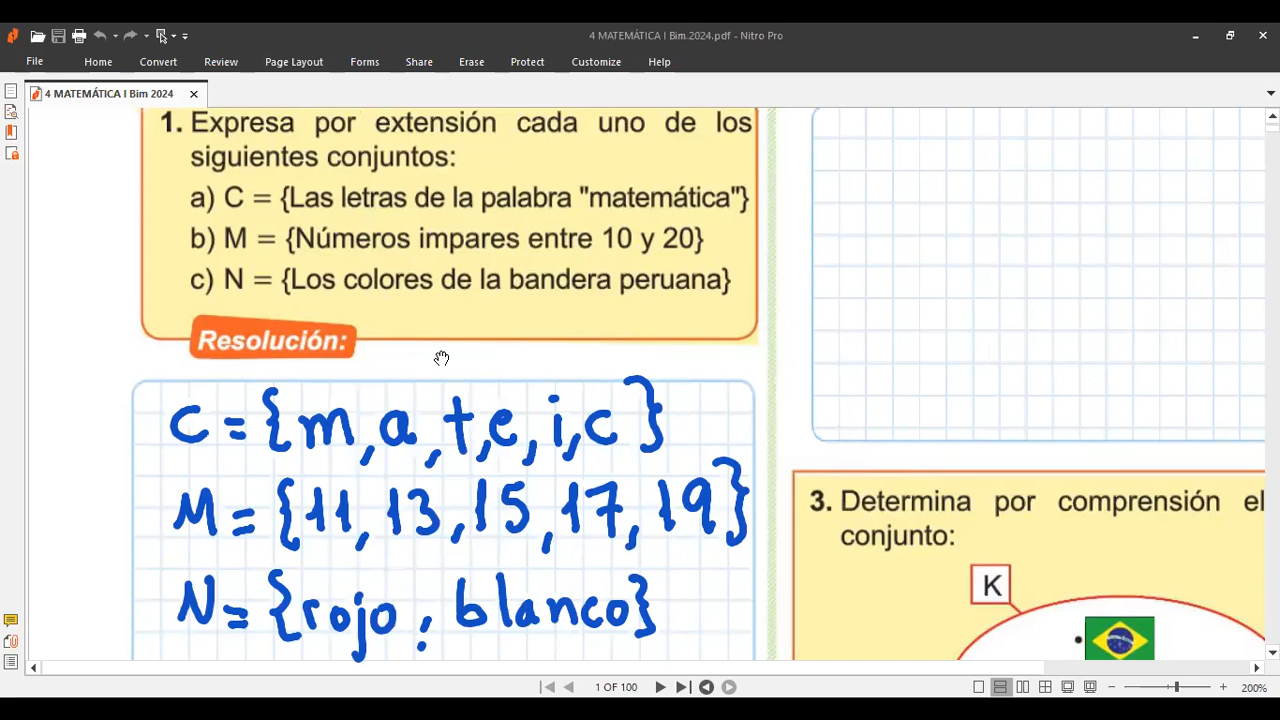 4 MATEMÁTICA I Bim.2024.pdf - Nitro Pro
File Home Convert Review Page Layout Forms Share Erase Protect Customize Help
4 MATEMÁTICA I Bim 2024
1. Expresa por extensión cada uno de los
siguientes conjuntos:
a) C = {Las letras de la palabra "matemática"}
b) M = {Números impares entre 10 y 20}
c) N = {Los colores de la bandera peruana}
Resolución:
C = {m, a, t, e, i, c}
M = {11, 13, 15, 17, 19}
N = {rojo; blanco}
3. Determina por comprensión el
conjunto:
K
1 OF 100
200%